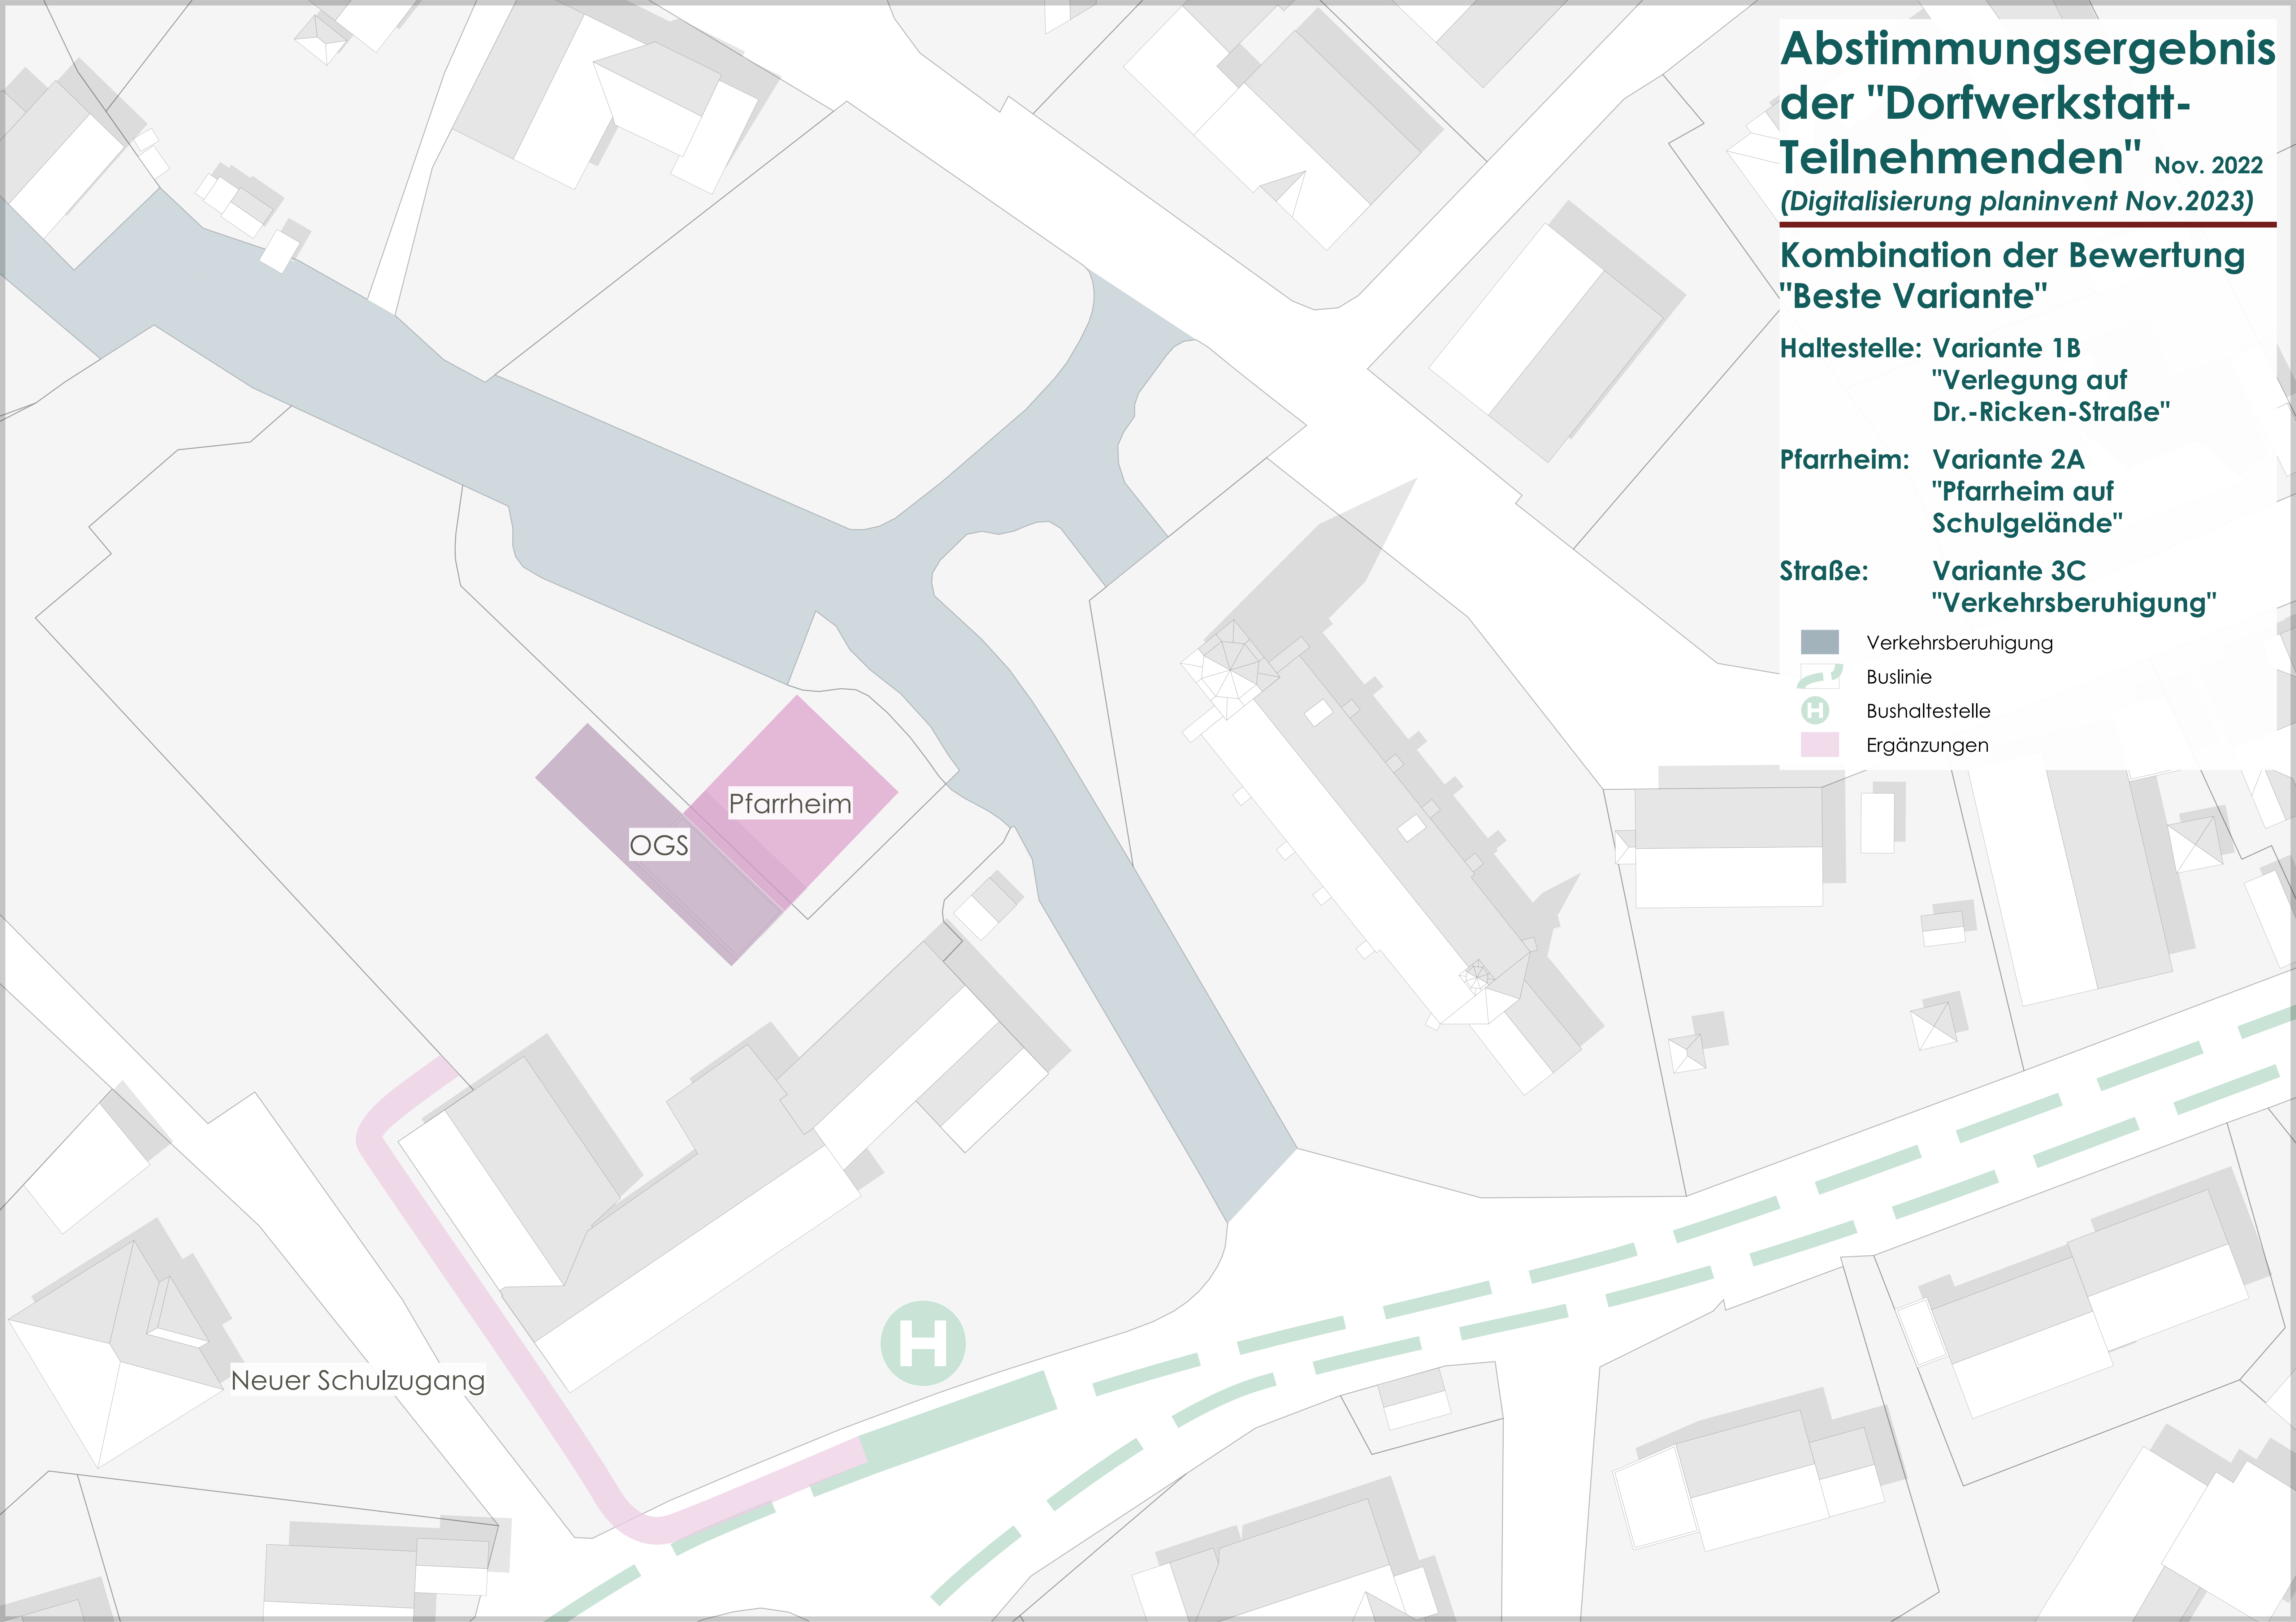 Abstimmungsergebnis
der "Dorfwerkstatt-
Teilnehmenden" Nov. 2022
(Digitalisierung planinvent Nov.2023)
Kombination der Bewertung
"Beste Variante"
Haltestelle: Variante 1B
"Verlegung auf
Dr.-Ricken-Straße"
Pfarrheim: Variante 2A
"Pfarrheim auf
Schulgelände"
Straße: Variante 3C
"Verkehrsberuhigung"
Verkehrsberuhigung
Buslinie
H Bushaltestelle
Ergänzungen
Pfarrheim
OGS
H
Neuer Schulzugang